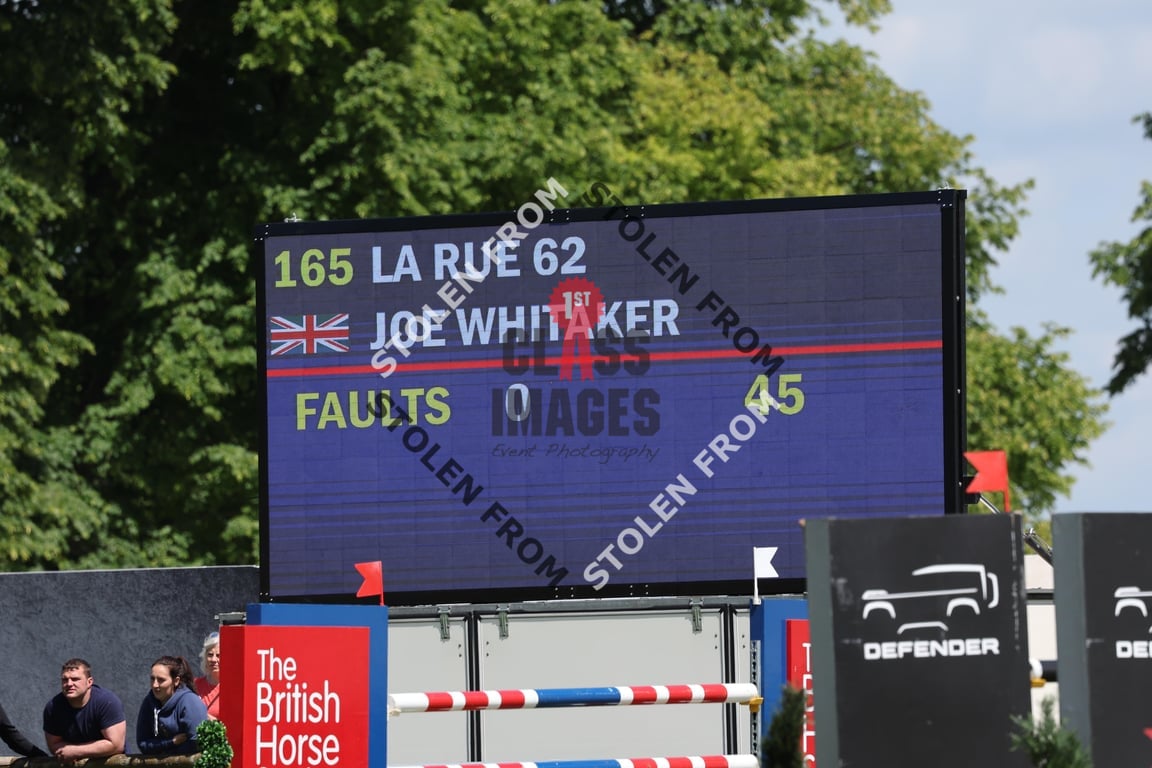 165 LA RUE 62
JOE WHITAKER
FAULTS 0 45
STOLEN FROM
STOLEN FROM
STOLEN FROM
STOLEN FROM
1ST
CLASS
IMAGES
Event Photography
The
British
Horse
DEFENDER